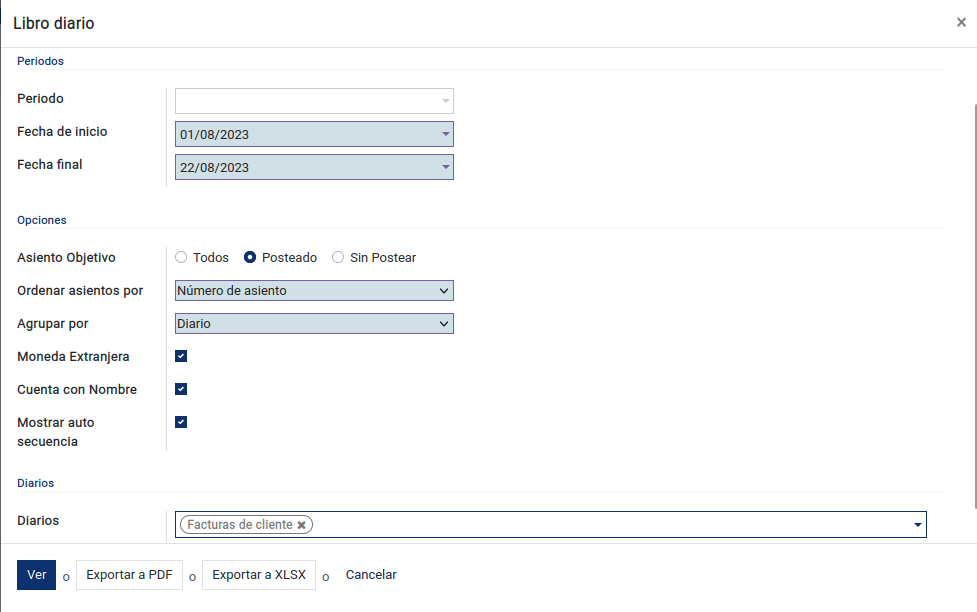 Libro diario ×
Periodos
Periodo
Fecha de inicio 01/08/2023
Fecha final 22/08/2023
Opciones
Asiento Objetivo Todos Posteado Sin Postear
Ordenar asientos por Número de asiento
Agrupar por Diario
Moneda Extranjera
Cuenta con Nombre
Mostrar auto
secuencia
Diarios
Diarios Facturas de cliente ×
Ver o Exportar a PDF o Exportar a XLSX o Cancelar